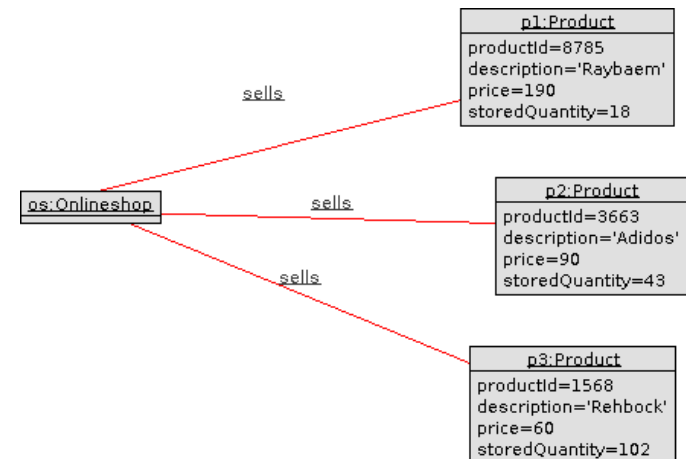 p1:Product
productId=8785
description='Raybaem'
price=190
storedQuantity=18
sells
os:Onlineshop
sells
p2:Product
productId=3663
description='Adidos'
price=90
storedQuantity=43
sells
p3:Product
productId=1568
description='Rehbock'
price=60
storedQuantity=102